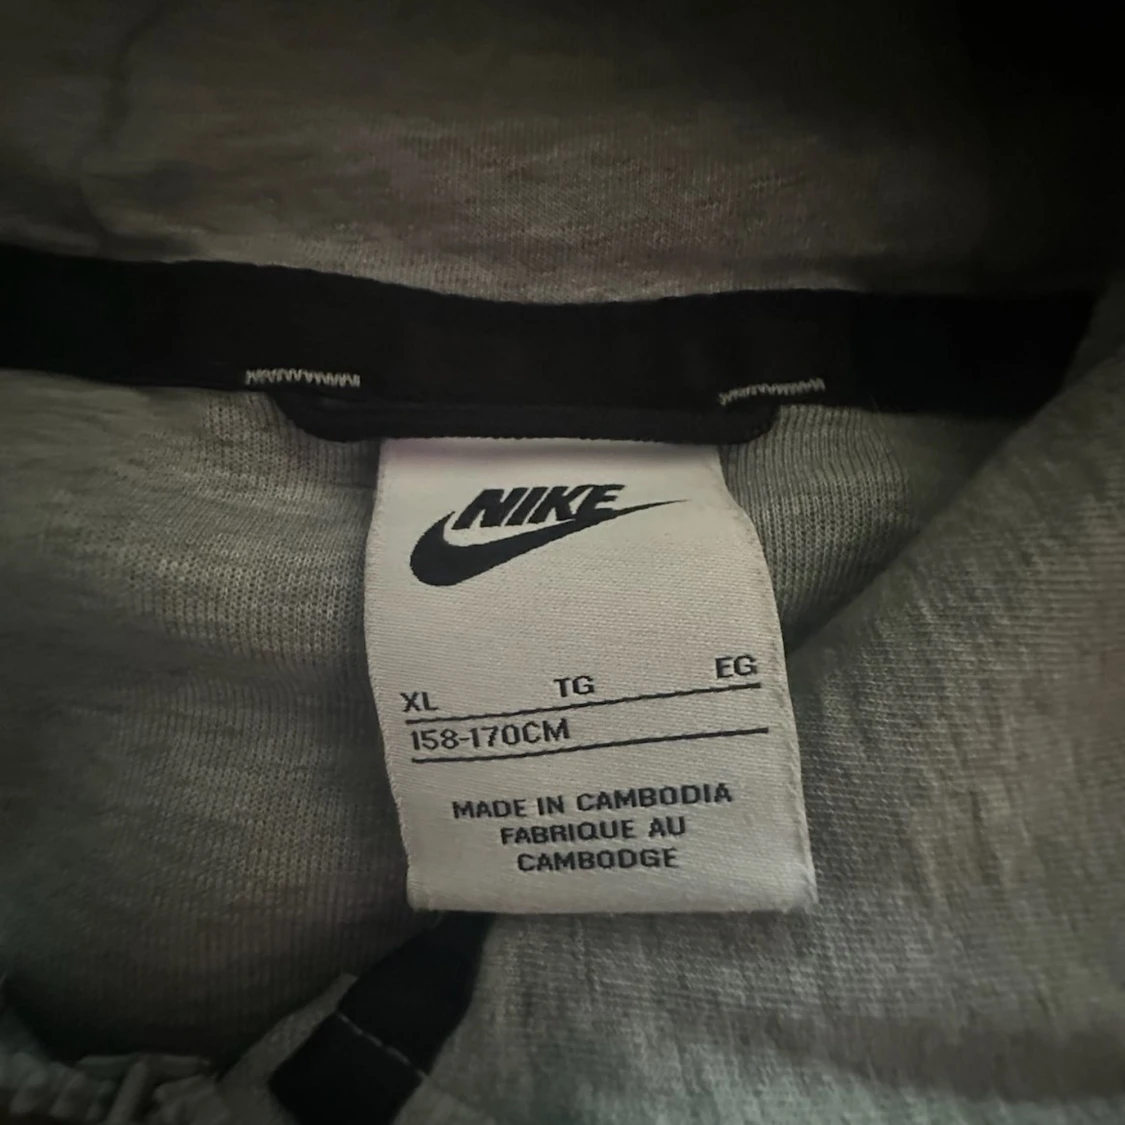 NIKE
XL TG EG
158-170CM
MADE IN CAMBODIA
FABRIQUE AU
CAMBODGE